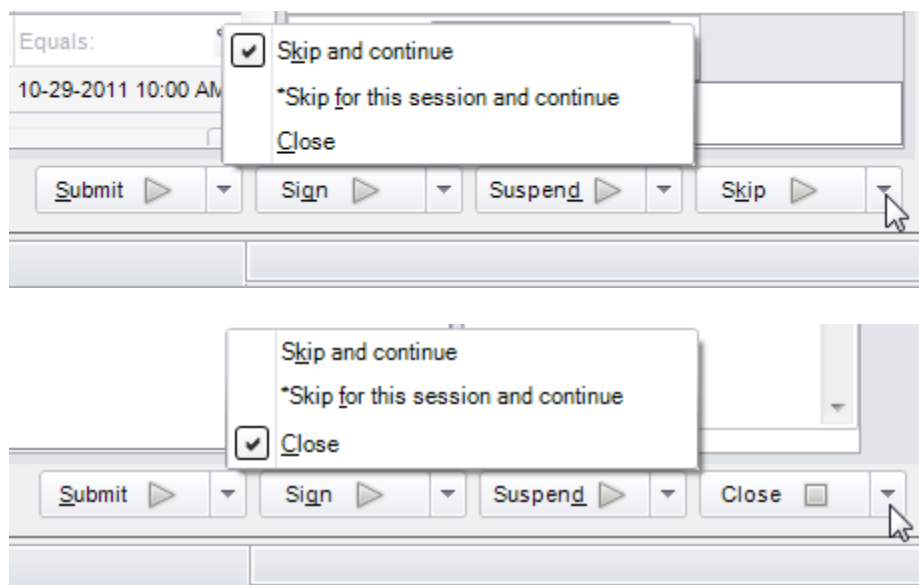 Equals:
Skip and continue
10-29-2011 10:00 AM
*Skip for this session and continue
Close
Submit Sign Suspend Skip
Skip and continue
*Skip for this session and continue
Close
Submit Sign Suspend Close